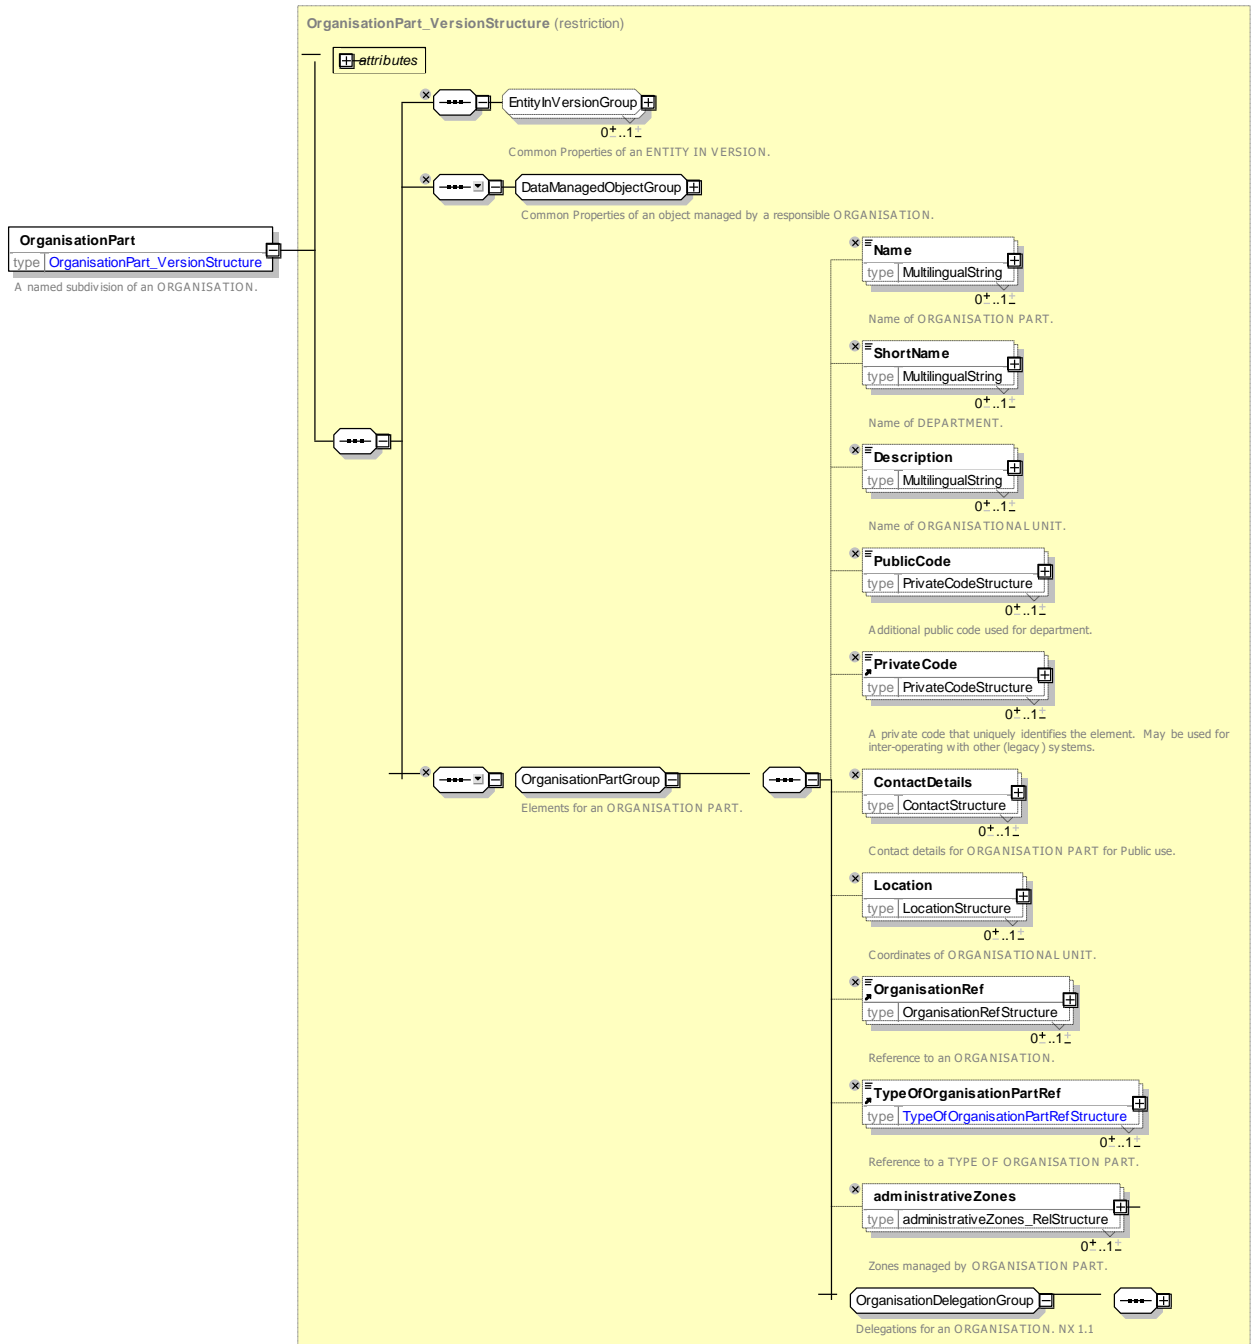 OrganisationPart_VersionStructure (restriction)
attributes
EntityInVersionGroup
0±..1±
Common Properties of an ENTITY IN VERSION.
DataManagedObjectGroup
Common Properties of an object managed by a responsible ORGANISATION.
OrganisationPart
type OrganisationPart_VersionStructure
A named subdivision of an ORGANISATION.
Name
type MultilingualString
0±..1±
Name of ORGANISATION PART.
ShortName
type MultilingualString
0±..1±
Name of DEPARTMENT.
Description
type MultilingualString
0±..1±
Name of ORGANISATIONAL UNIT.
PublicCode
type PrivateCodeStructure
0±..1±
Additional public code used for department.
PrivateCode
type PrivateCodeStructure
0±..1±
A private code that uniquely identifies the element. May be used for
inter-operating with other (legacy) systems.
OrganisationPartGroup
Elements for an ORGANISATION PART.
ContactDetails
type ContactStructure
0±..1±
Contact details for ORGANISATION PART for Public use.
Location
type LocationStructure
0±..1±
Coordinates of ORGANISATIONAL UNIT.
OrganisationRef
type OrganisationRefStructure
0±..1±
Reference to an ORGANISATION.
TypeOfOrganisationPartRef
type TypeOfOrganisationPartRefStructure
0±..1±
Reference to a TYPE OF ORGANISATION PART.
administrativeZones
type administrativeZones_RelStructure
0±..1±
Zones managed by ORGANISATION PART.
OrganisationDelegationGroup
Delegations for an ORGANISATION. NX 1.1